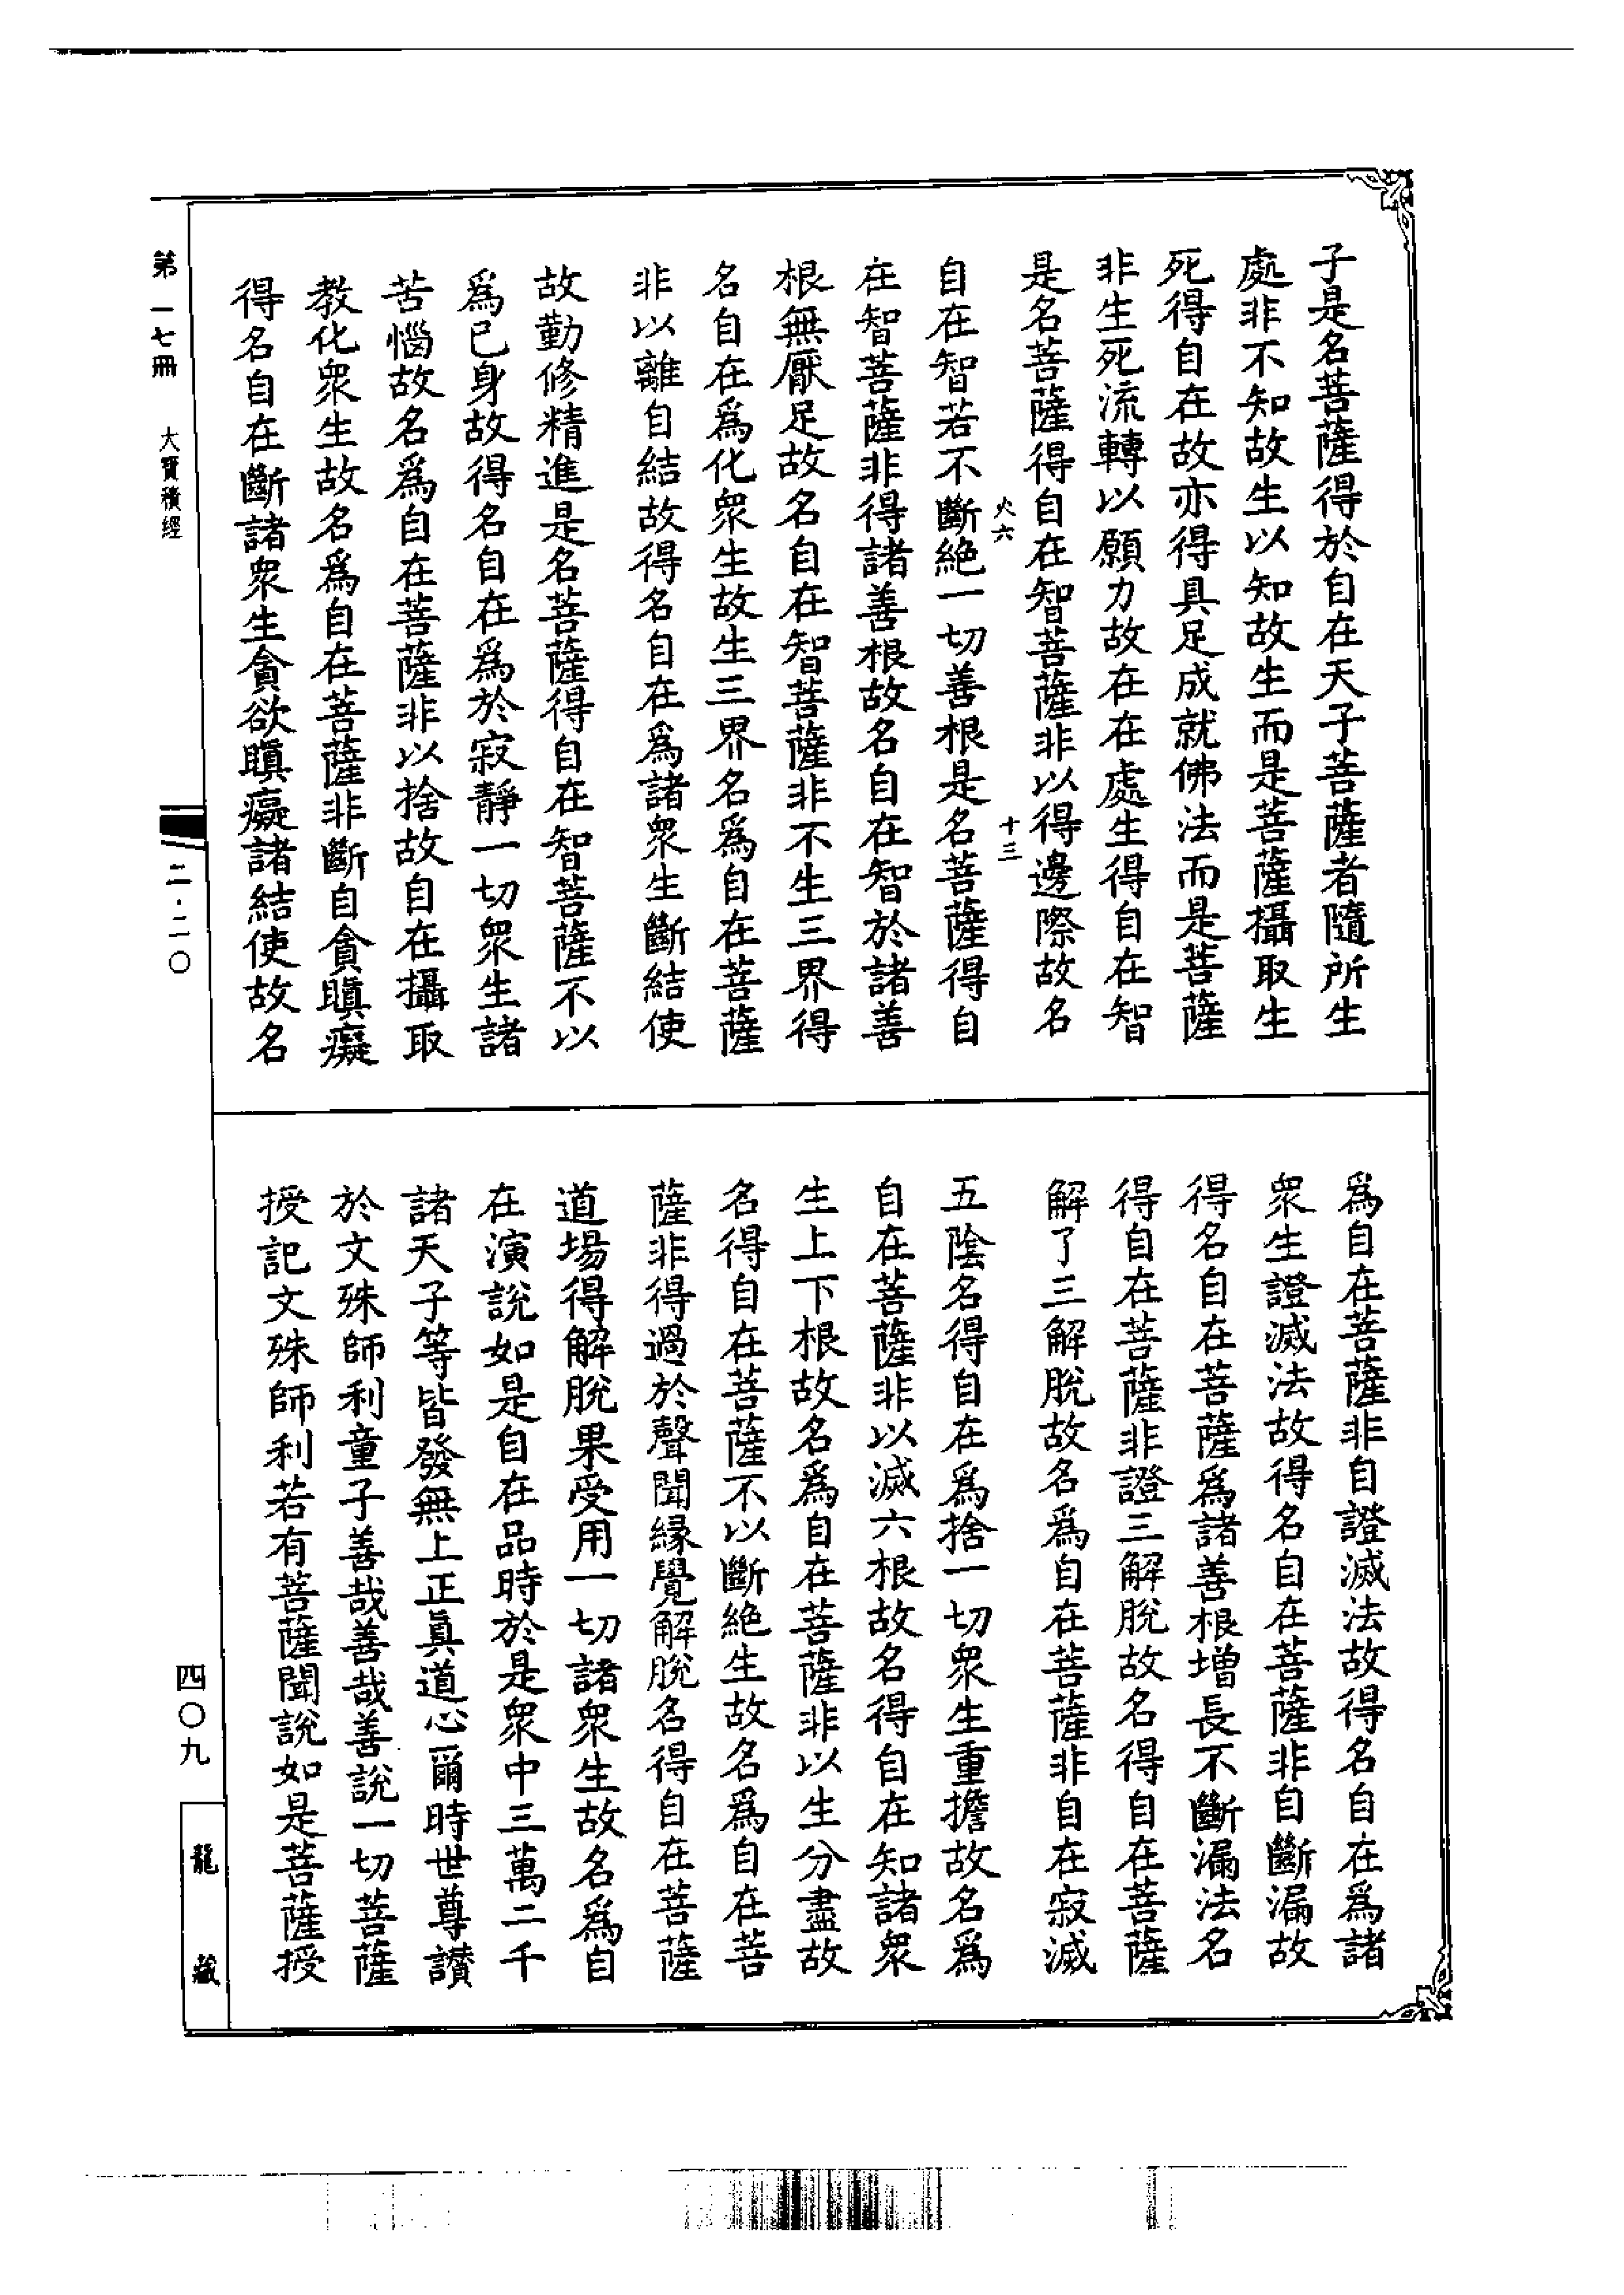 子是名菩薩得於自在天子菩薩者隨所生
處非不知故生以知故生而是菩薩攝取生
死得自在故亦得具足成就佛法而是菩薩
非生死流轉以願力故在在處生得自在智
是名菩薩得自在智菩薩非以得邊際故名
火六 十三
自在智若不斷絶一切善根是名菩薩得自
在智菩薩非得諸善根故名自在智於諸善
根無厭足故名自在智菩薩非不生三界得
名自在爲化衆生故生三界名爲自在菩薩
非以離自結故得名自在爲諸衆生斷結使
故勤修精進是名菩薩得自在智菩薩不以
爲已身故得名自在爲於寂靜一切衆生諸
苦惱故名爲自在菩薩非以捨故自在攝取
教化衆生故名爲自在菩薩非斷自貪瞋癡
得名自在斷諸衆生貪欲瞋癡諸結使故名
爲自在菩薩非自證滅法故得名自在爲諸
衆生證滅法故得名自在菩薩非自斷漏故
得名自在菩薩爲諸善根增長不斷漏法名
得自在菩薩非證三解脫故名得自在菩薩
解了三解脫故名爲自在菩薩非自在寂滅
五陰名得自在爲捨一切衆生重擔故名爲
自在菩薩非以滅六根故名得自在知諸衆
生上下根故名爲自在菩薩非以生分盡故
名得自在菩薩不以斷絶生故名爲自在菩
薩非得過於聲聞緣覺解脫名得自在菩薩
道場得解脫果受用一切諸衆生故名爲自
在演說如是自在品時於是衆中三萬二千
諸天子等皆發無上正眞道心爾時世尊讚
於文殊師利童子善哉善哉善說一切菩薩
授記文殊師利若有菩薩聞說如是菩薩授
第一七冊 大寳積經
二·二〇
四〇九
龍藏